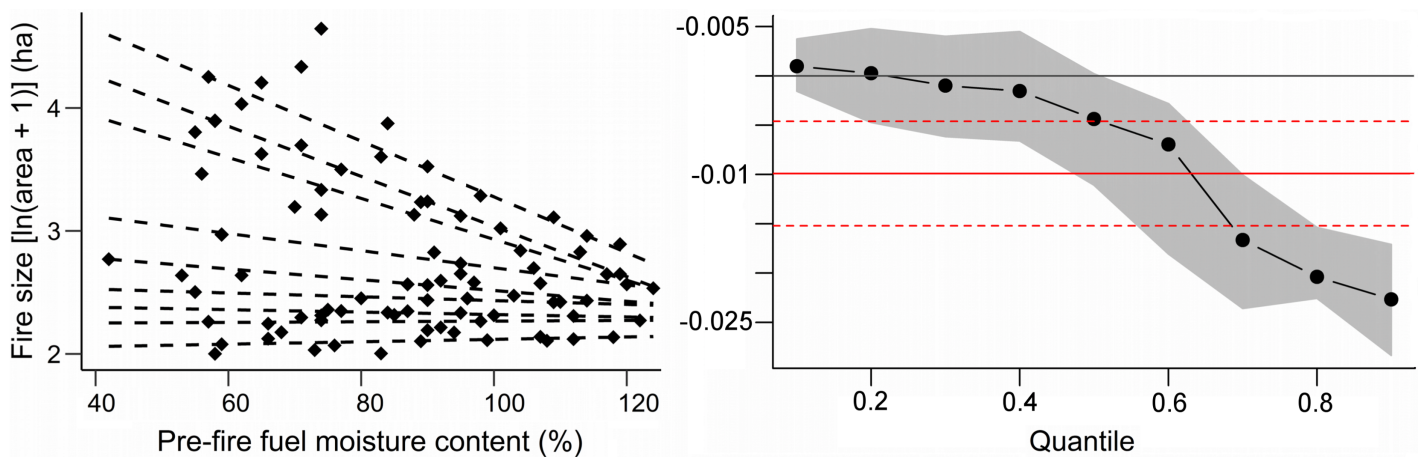 Fire size [ln(area + 1)] (ha)
4
3
2
40 60 80 100 120
Pre-fire fuel moisture content (%)
-0.005
-0.01
-0.025
0.2 0.4 0.6 0.8
Quantile